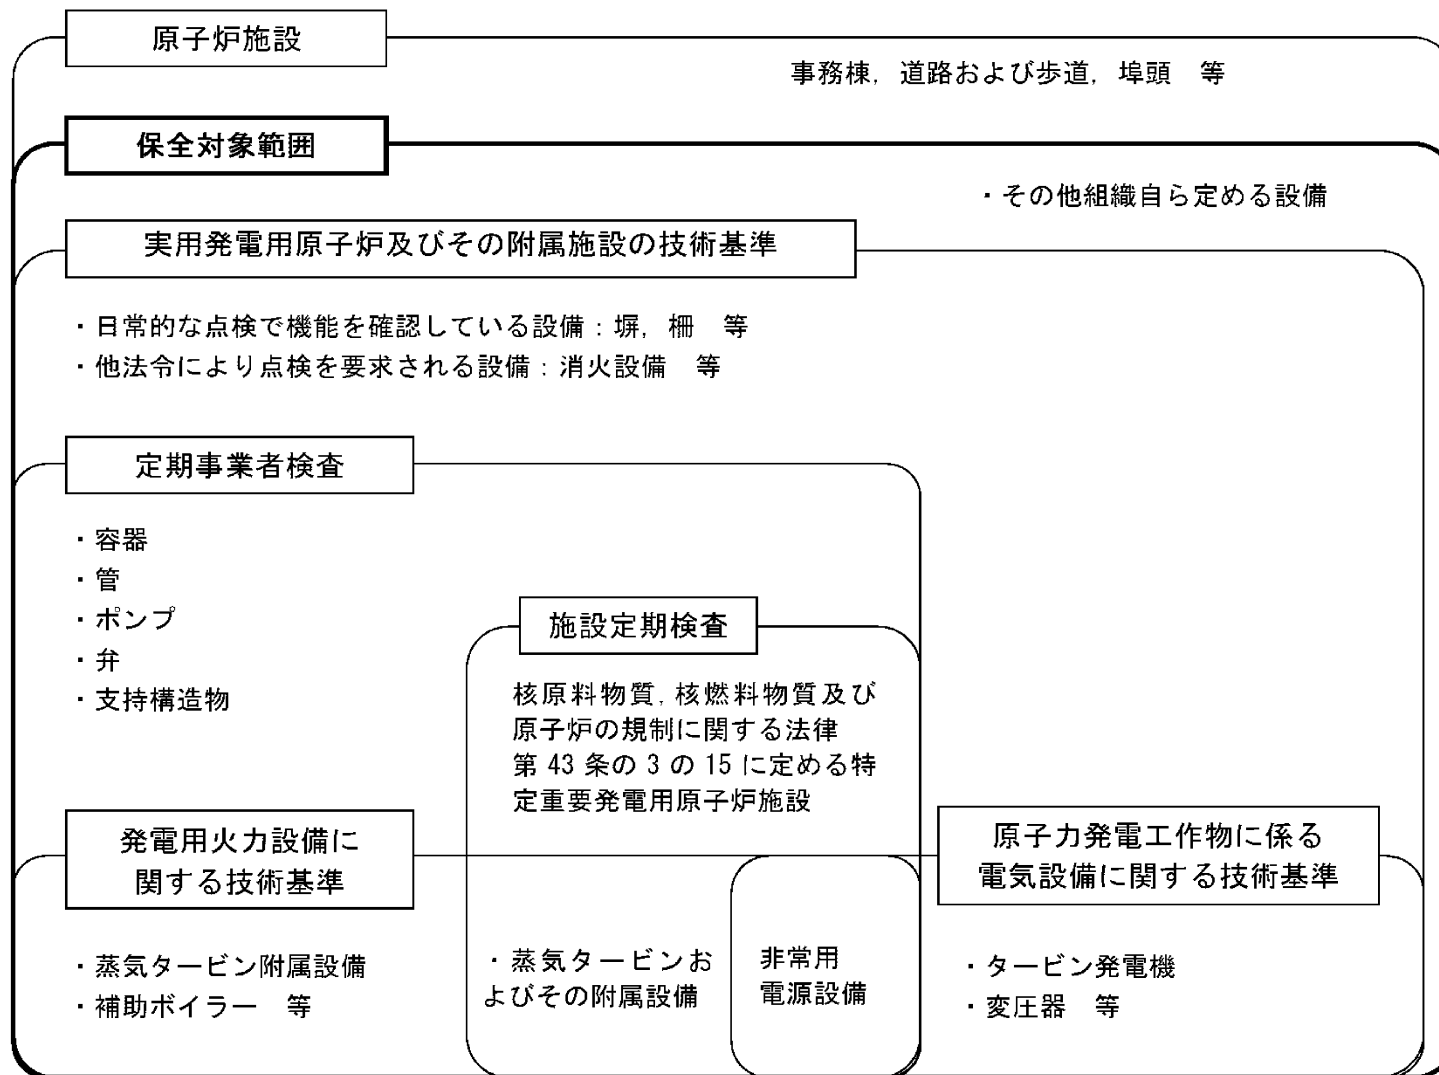 原子炉施設
事務棟，道路および歩道，埠頭　等
保全対象範囲
・その他組織自ら定める設備
実用発電用原子炉及びその附属施設の技術基準
・日常的な点検で機能を確認している設備：塀，柵　等
・他法令により点検を要求される設備：消火設備　等
定期事業者検査
・容器
・管
・ポンプ
・弁
・支持構造物
施設定期検査
核原料物質，核燃料物質及び
原子炉の規制に関する法律
第 43 条の 3 の 15 に定める特
定重要発電用原子炉施設
発電用火力設備に
関する技術基準
原子力発電工作物に係る
電気設備に関する技術基準
・蒸気タービン附属設備
・補助ボイラー　等
・蒸気タービンお
よびその附属設備
非常用
電源設備
・タービン発電機
・変圧器　等